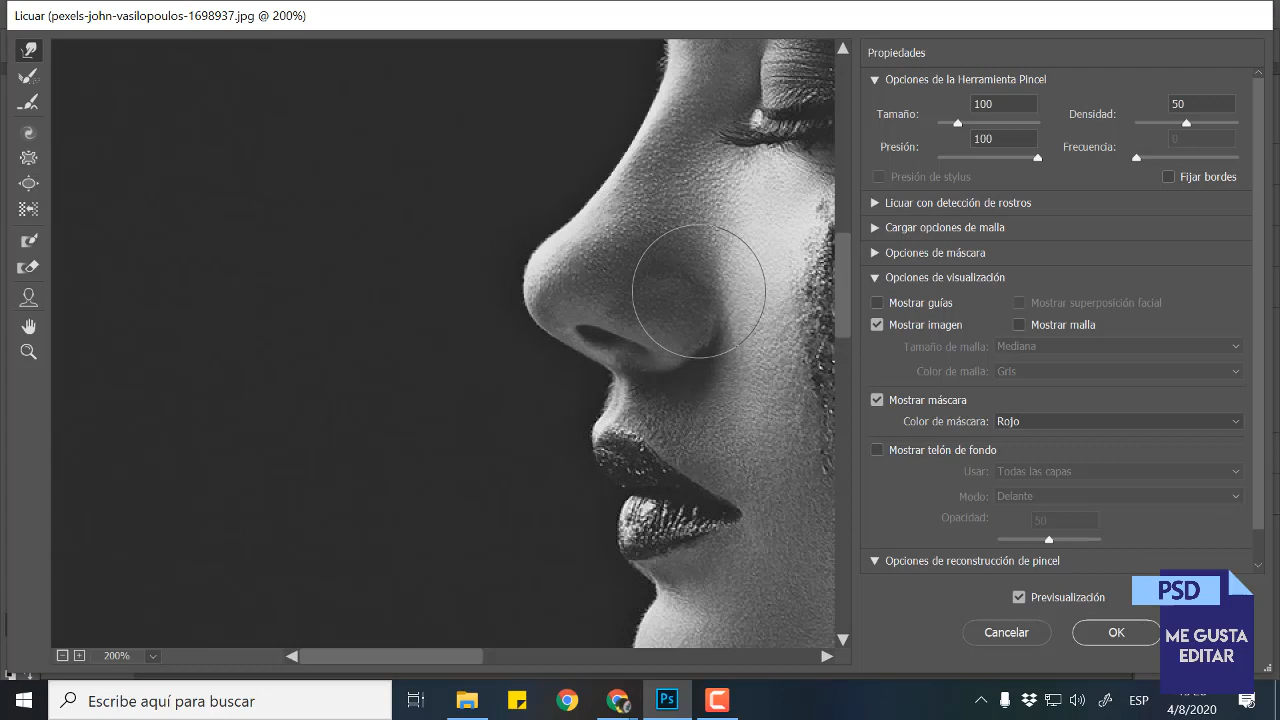 Licuar (pexels-john-vasilopoulos-1698937.jpg @ 200%)
Propiedades
Opciones de la Herramienta Pincel
Tamaño: 100 Densidad: 50
Presión: 100 Frecuencia: 0
Presión de stylus Fijar bordes
Licuar con detección de rostros
Cargar opciones de malla
Opciones de máscara
Opciones de visualización
Mostrar guías Mostrar superposición facial
Mostrar imagen Mostrar malla
Tamaño de malla: Mediana
Color de malla: Gris
Mostrar máscara
Color de máscara: Rojo
Mostrar telón de fondo
Usar: Todas las capas
Modo: Delante
Opacidad: 50
Opciones de reconstrucción de pincel
Previsualización
Cancelar OK
PSD
ME GUSTA
EDITAR
200%
Escribe aquí para buscar
Ps
ESP
4/8/2020